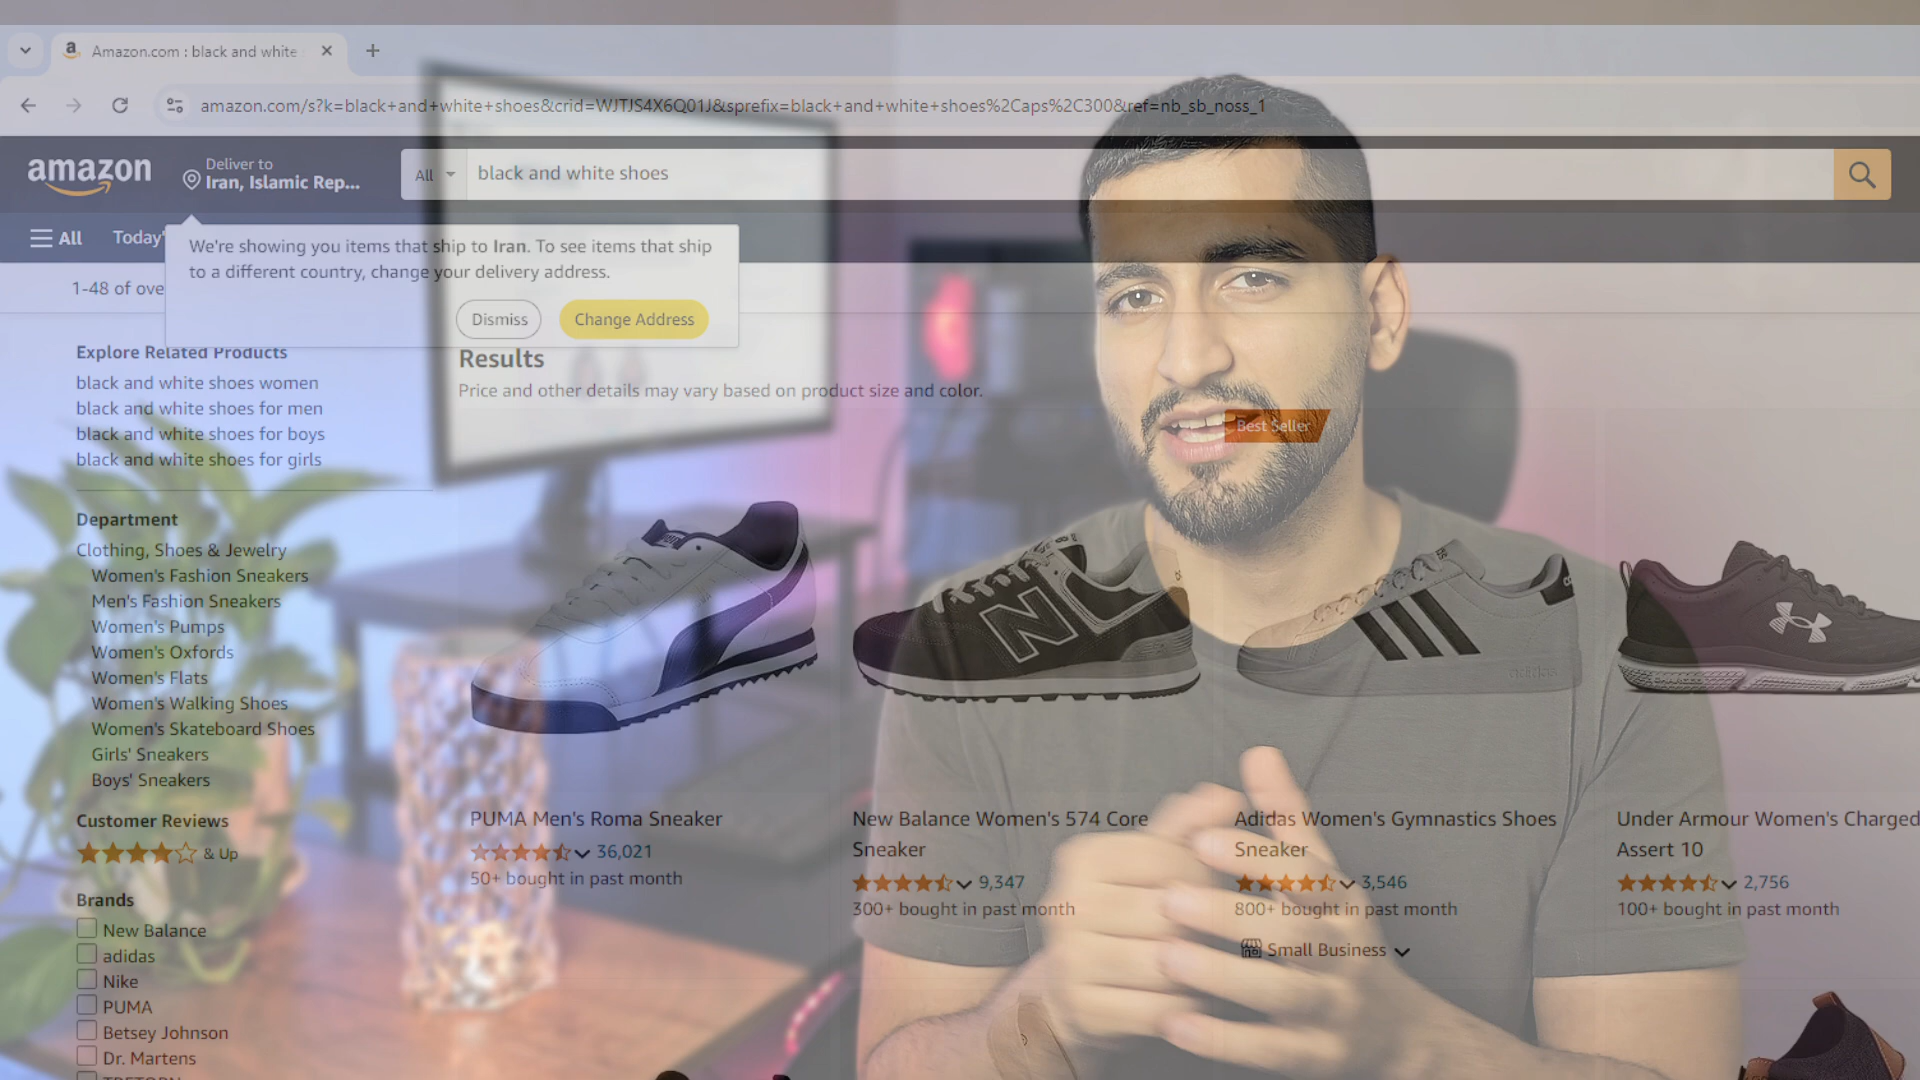 Amazon.com : black and white
amazon.com/s?k=black+and+white+shoes&crid=WJTJS4X6Q01J&sprefix=black+and+white+shoes%2Caps%2C300&ref=nb_sb_noss_1
amazon
Deliver to
Iran, Islamic Rep...
All
black and white shoes
All
Today'
We're showing you items that ship to Iran. To see items that ship
to a different country, change your delivery address.
Dismiss
Change Address
1-48 of ove
Explore Related Products
black and white shoes women
black and white shoes for men
black and white shoes for boys
black and white shoes for girls
Department
Clothing, Shoes & Jewelry
Women's Fashion Sneakers
Men's Fashion Sneakers
Women's Pumps
Women's Oxfords
Women's Flats
Women's Walking Shoes
Women's Skateboard Shoes
Girls' Sneakers
Boys' Sneakers
Customer Reviews
& Up
Brands
New Balance
adidas
Nike
PUMA
Betsey Johnson
Dr. Martens
Results
Price and other details may vary based on product size and color.
PUMA Men's Roma Sneaker
36,021
50+ bought in past month
New Balance Women's 574 Core
Sneaker
9,347
300+ bought in past month
Best Seller
adidas
Adidas Women's Gymnastics Shoes
Sneaker
3,546
800+ bought in past month
Small Business
Under Armour Women's Charged
Assert 10
2,756
100+ bought in past month